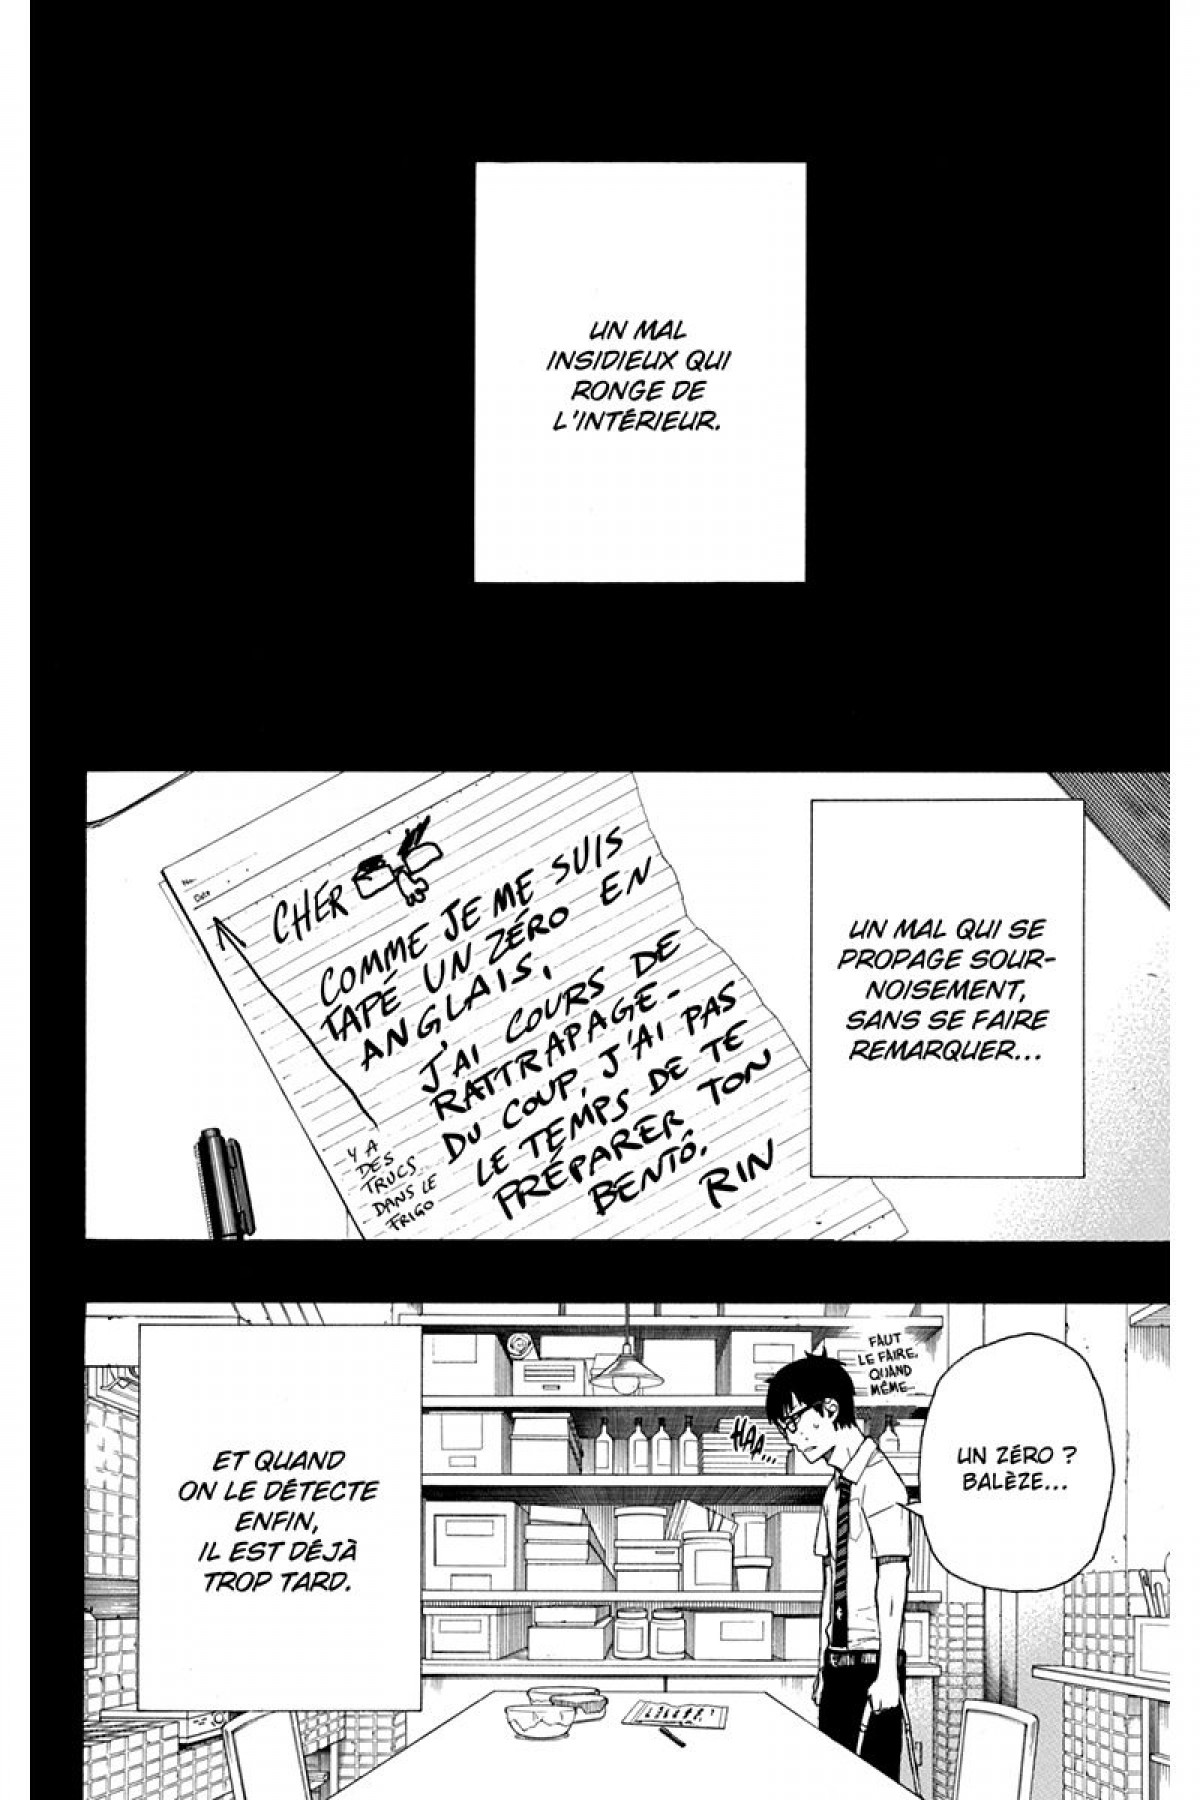 UN MAL
INSIDIEUX QUI
RONGE DE
L'INTÉRIEUR.
No.
Date
CHER
COMME JE ME SUIS
TAPÉ UN ZÉRO EN
ANGLAIS,
J'AI COURS DE
RATTRAPAGE.
DU COUP, J'AI PAS
LE TEMPS DE TE
PRÉPARER TON
BENTÔ.
RIN
Y A
DES
TRUCS
DANS LE
FRIGO
UN MAL QUI SE
PROPAGE SOUR-
NOISEMENT,
SANS SE FAIRE
REMARQUER...
ET QUAND
ON LE DÉTECTE
ENFIN,
IL EST DÉJÀ
TROP TARD.
HAA...
FAUT
LE FAIRE,
QUAND
MÊME...
UN ZÉRO ?
BALÈZE...